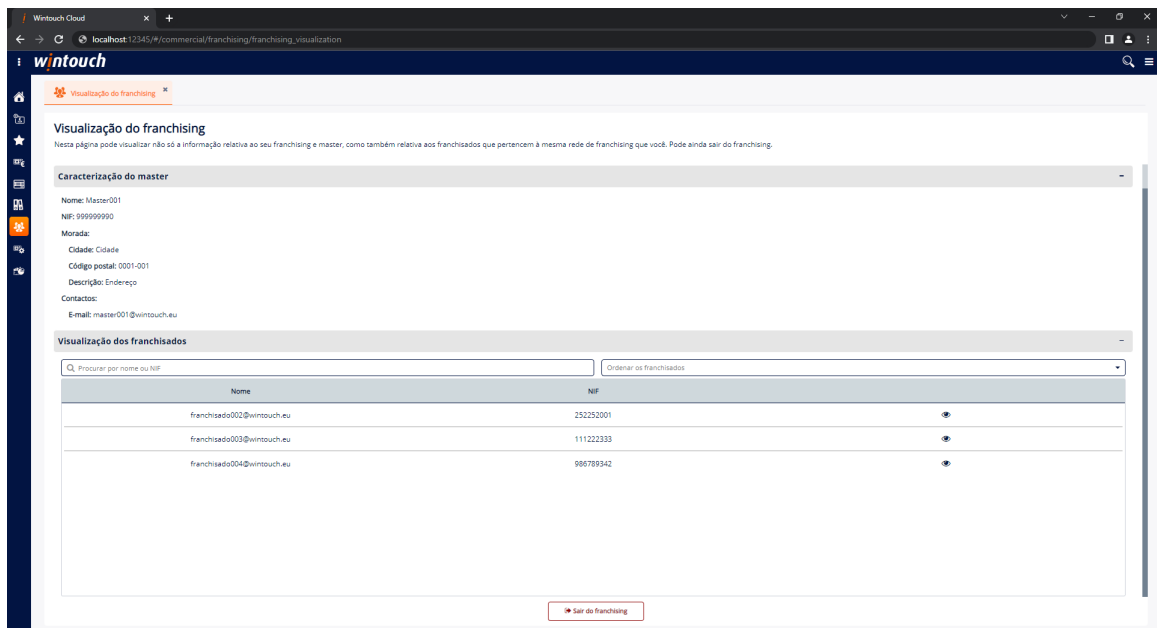 Wintouch Cloud
localhost:12345/#/commercial/franchising/franchising_visualization
wintouch
Visualização do franchising
Visualização do franchising
Nesta página pode visualizar não só a informação relativa ao seu franchising e master, como também relativa aos franchisados que pertencem à mesma rede de franchising que você. Pode ainda sair do franchising.
Caracterização do master
Nome: Master001
NIF: 999999990
Morada:
Cidade: Cidade
Código postal: 0001-001
Descrição: Endereço
Contactos:
E-mail: master001@wintouch.eu
Visualização dos franchisados
Procurar por nome ou NIF
Ordenar os franchisados
Nome NIF
franchisado002@wintouch.eu 252252001
franchisado003@wintouch.eu 111222333
franchisado004@wintouch.eu 986789342
Sair do franchising